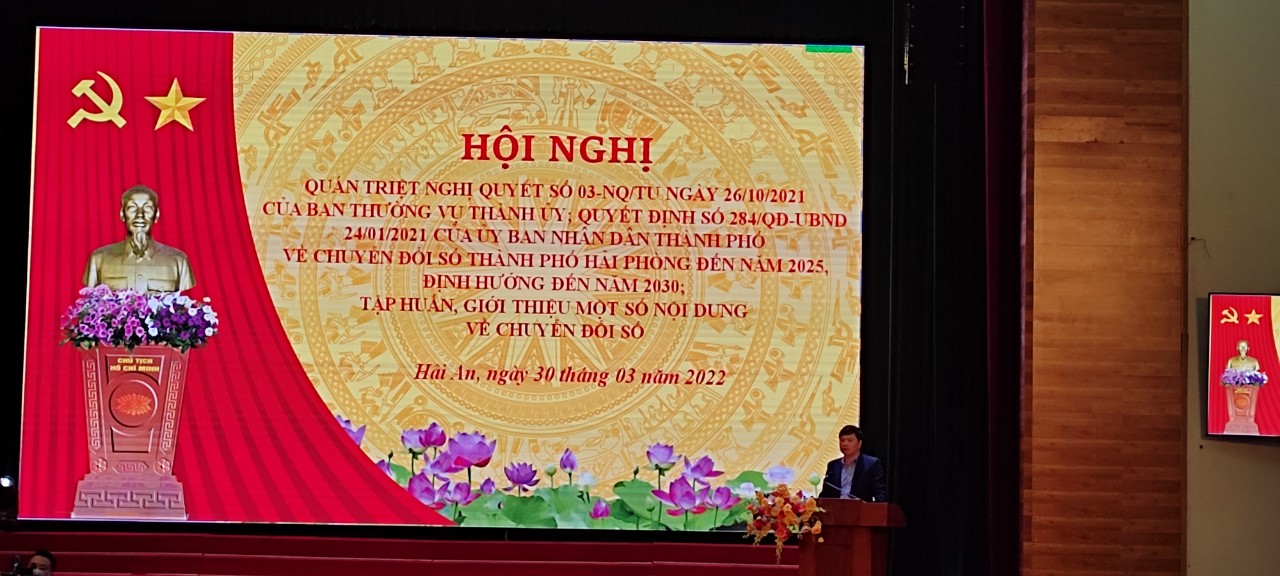 HỘI NGHỊ
QUÁN TRIỆT NGHỊ QUYẾT SỐ 03-NQ/TU NGÀY 26/10/2021
CỦA BAN THƯỜNG VỤ THÀNH ỦY; QUYẾT ĐỊNH SỐ 284/QĐ-UBND
24/01/2021 CỦA ỦY BAN NHÂN DÂN THÀNH PHỐ
VỀ CHUYỂN ĐỔI SỐ THÀNH PHỐ HẢI PHÒNG ĐẾN NĂM 2025,
ĐỊNH HƯỚNG ĐẾN NĂM 2030;
TẬP HUẤN, GIỚI THIỆU MỘT SỐ NỘI DUNG
VỀ CHUYỂN ĐỔI SỐ
Hải An, ngày 30 tháng 03 năm 2022
CHỦ TỊCH
HỒ CHÍ MINH